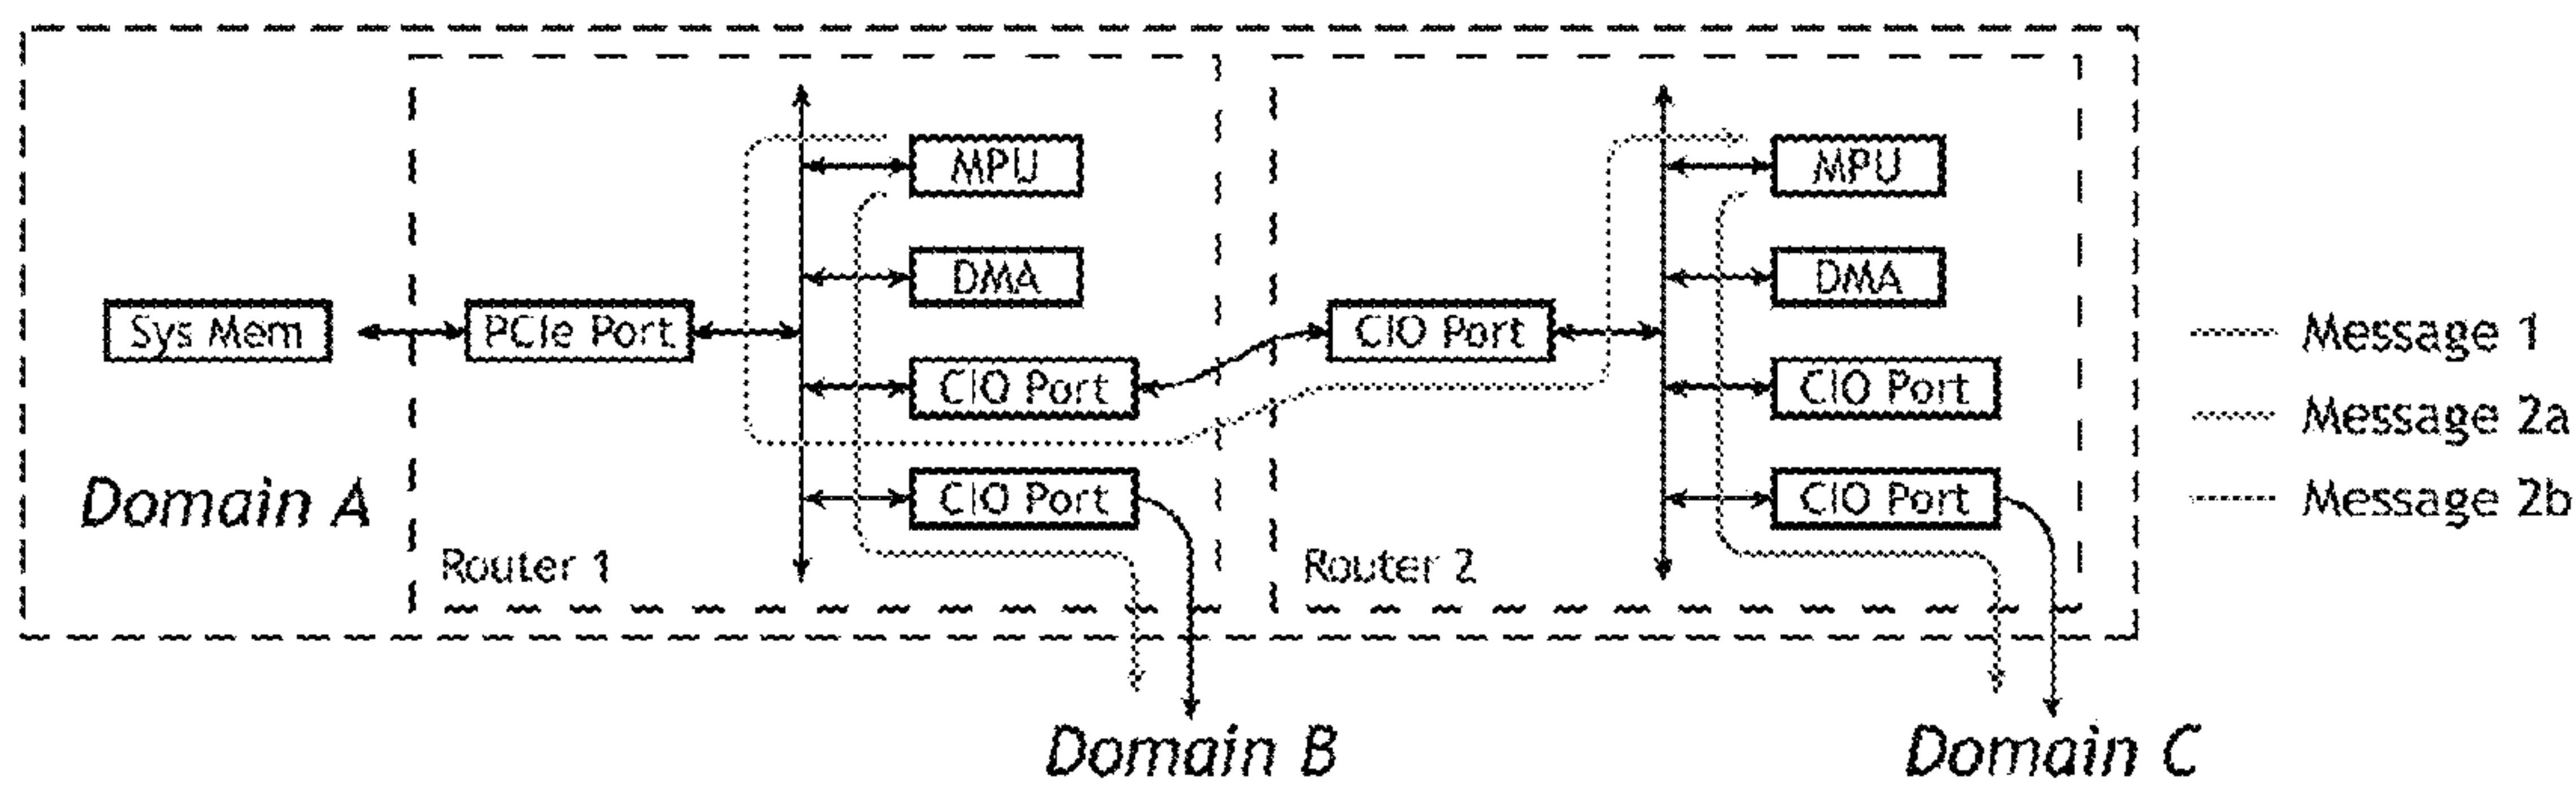 MPU
DMA
Sys Mem
PCIe Port
CIO Port
CIO Port
Domain A
Router 1
MPU
DMA
CIO Port
CIO Port
CIO Port
Router 2
Message 1
Message 2a
Message 2b
Domain B
Domain C